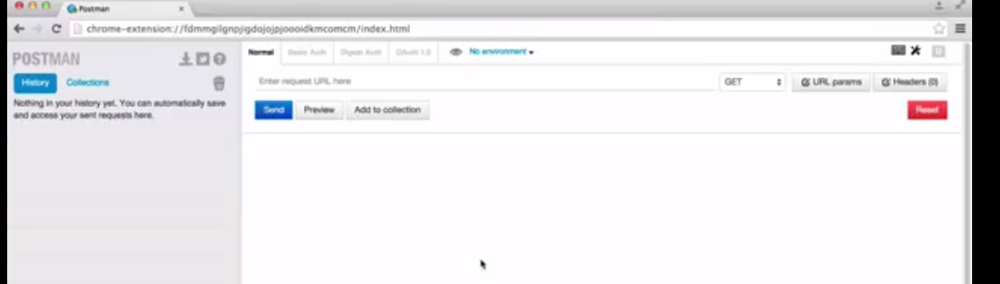 Postman
chrome-extension://fdmmgilgnpjigdojojpjoooidkmcomcm/index.html
POSTMAN
History Collections
Nothing in your history yet. You can automatically save
and access your sent requests here.
Normal Basic Auth Digest Auth OAuth 1.0 No environment
Enter request URL here GET URL params Headers (0)
Send Preview Add to collection Reset